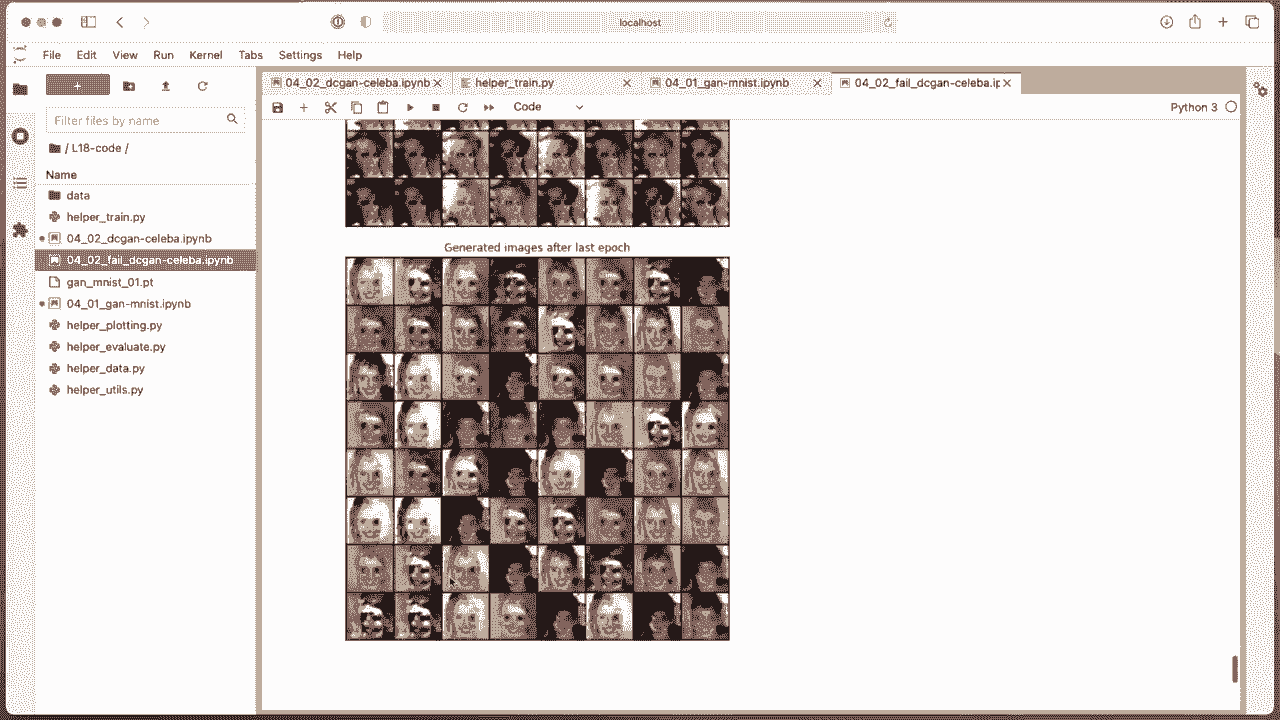 localhost
File Edit View Run Kernel Tabs Settings Help
04_02_dcgan-celeba.ipynb
helper_train.py
04_01_gan-mnist.ipynb
04_02_fail_dcgan-celeba.ip
Code
Python 3
Filter files by name
/ L18-code /
Name
data
helper_train.py
04_02_dcgan-celeba.ipynb
04_02_fail_dcgan-celeba.ipynb
gan_mnist_01.pt
04_01_gan-mnist.ipynb
helper_plotting.py
helper_evaluate.py
helper_data.py
helper_utils.py
Generated images after last epoch